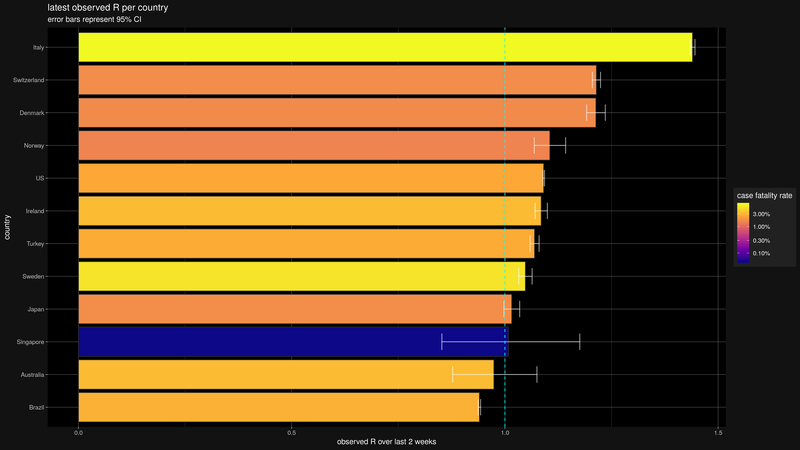 latest observed R per country
error bars represent 95% CI
country
Italy
Switzerland
Denmark
Norway
US
Ireland
Turkey
Sweden
Japan
Singapore
Australia
Brazil
0.0
0.5
1.0
1.5
observed R over last 2 weeks
case fatality rate
3.00%
1.00%
0.30%
0.10%